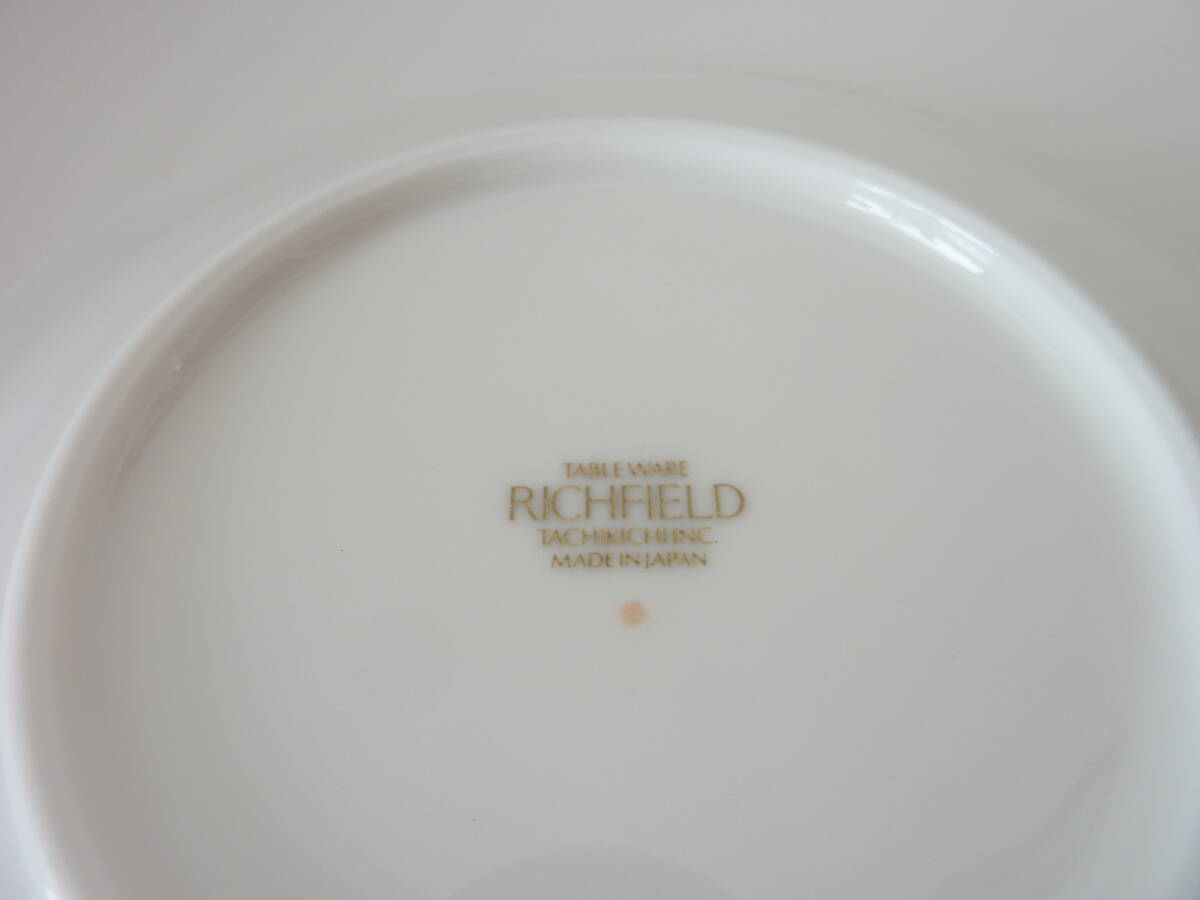 TABLE WARE
RICHFIELD
TACHIKICHI INC.
MADE IN JAPAN